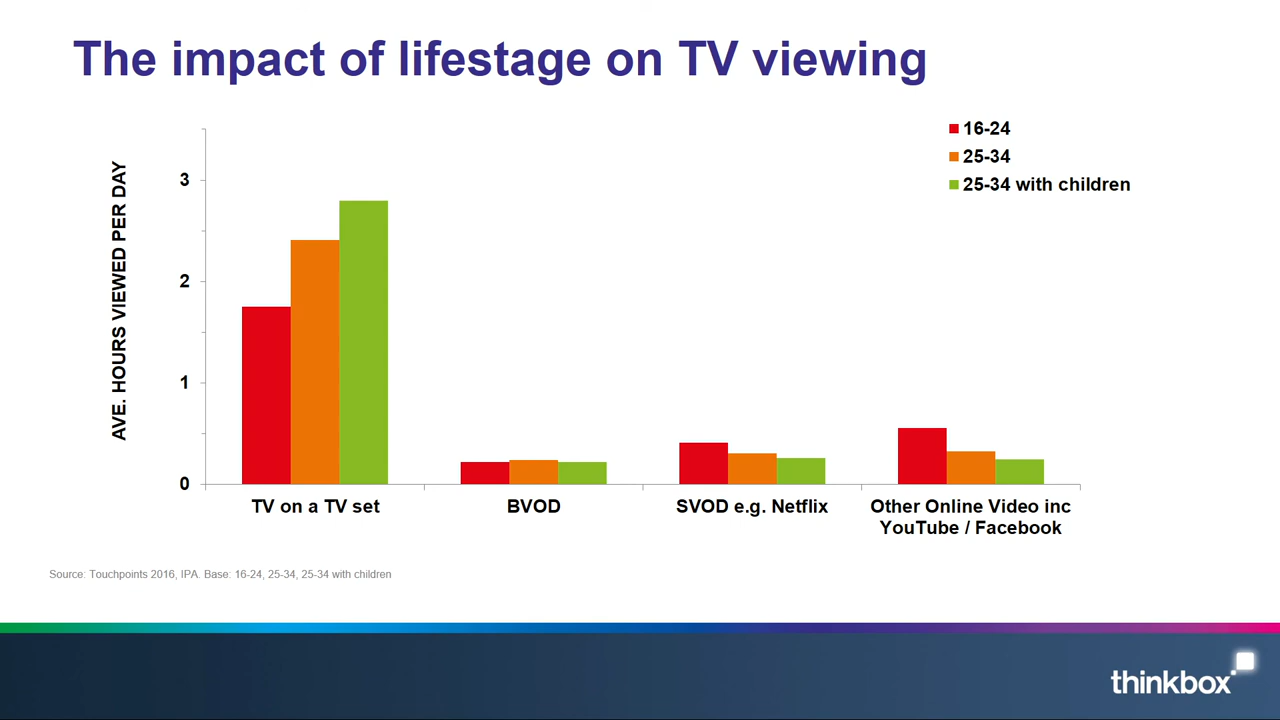 The impact of lifestage on TV viewing
16-24
25-34
25-34 with children
AVE. HOURS VIEWED PER DAY
3
2
1
0
TV on a TV set
BVOD
SVOD e.g. Netflix
Other Online Video inc
YouTube / Facebook
Source: Touchpoints 2016, IPA. Base: 16-24, 25-34, 25-34 with children
thinkbox